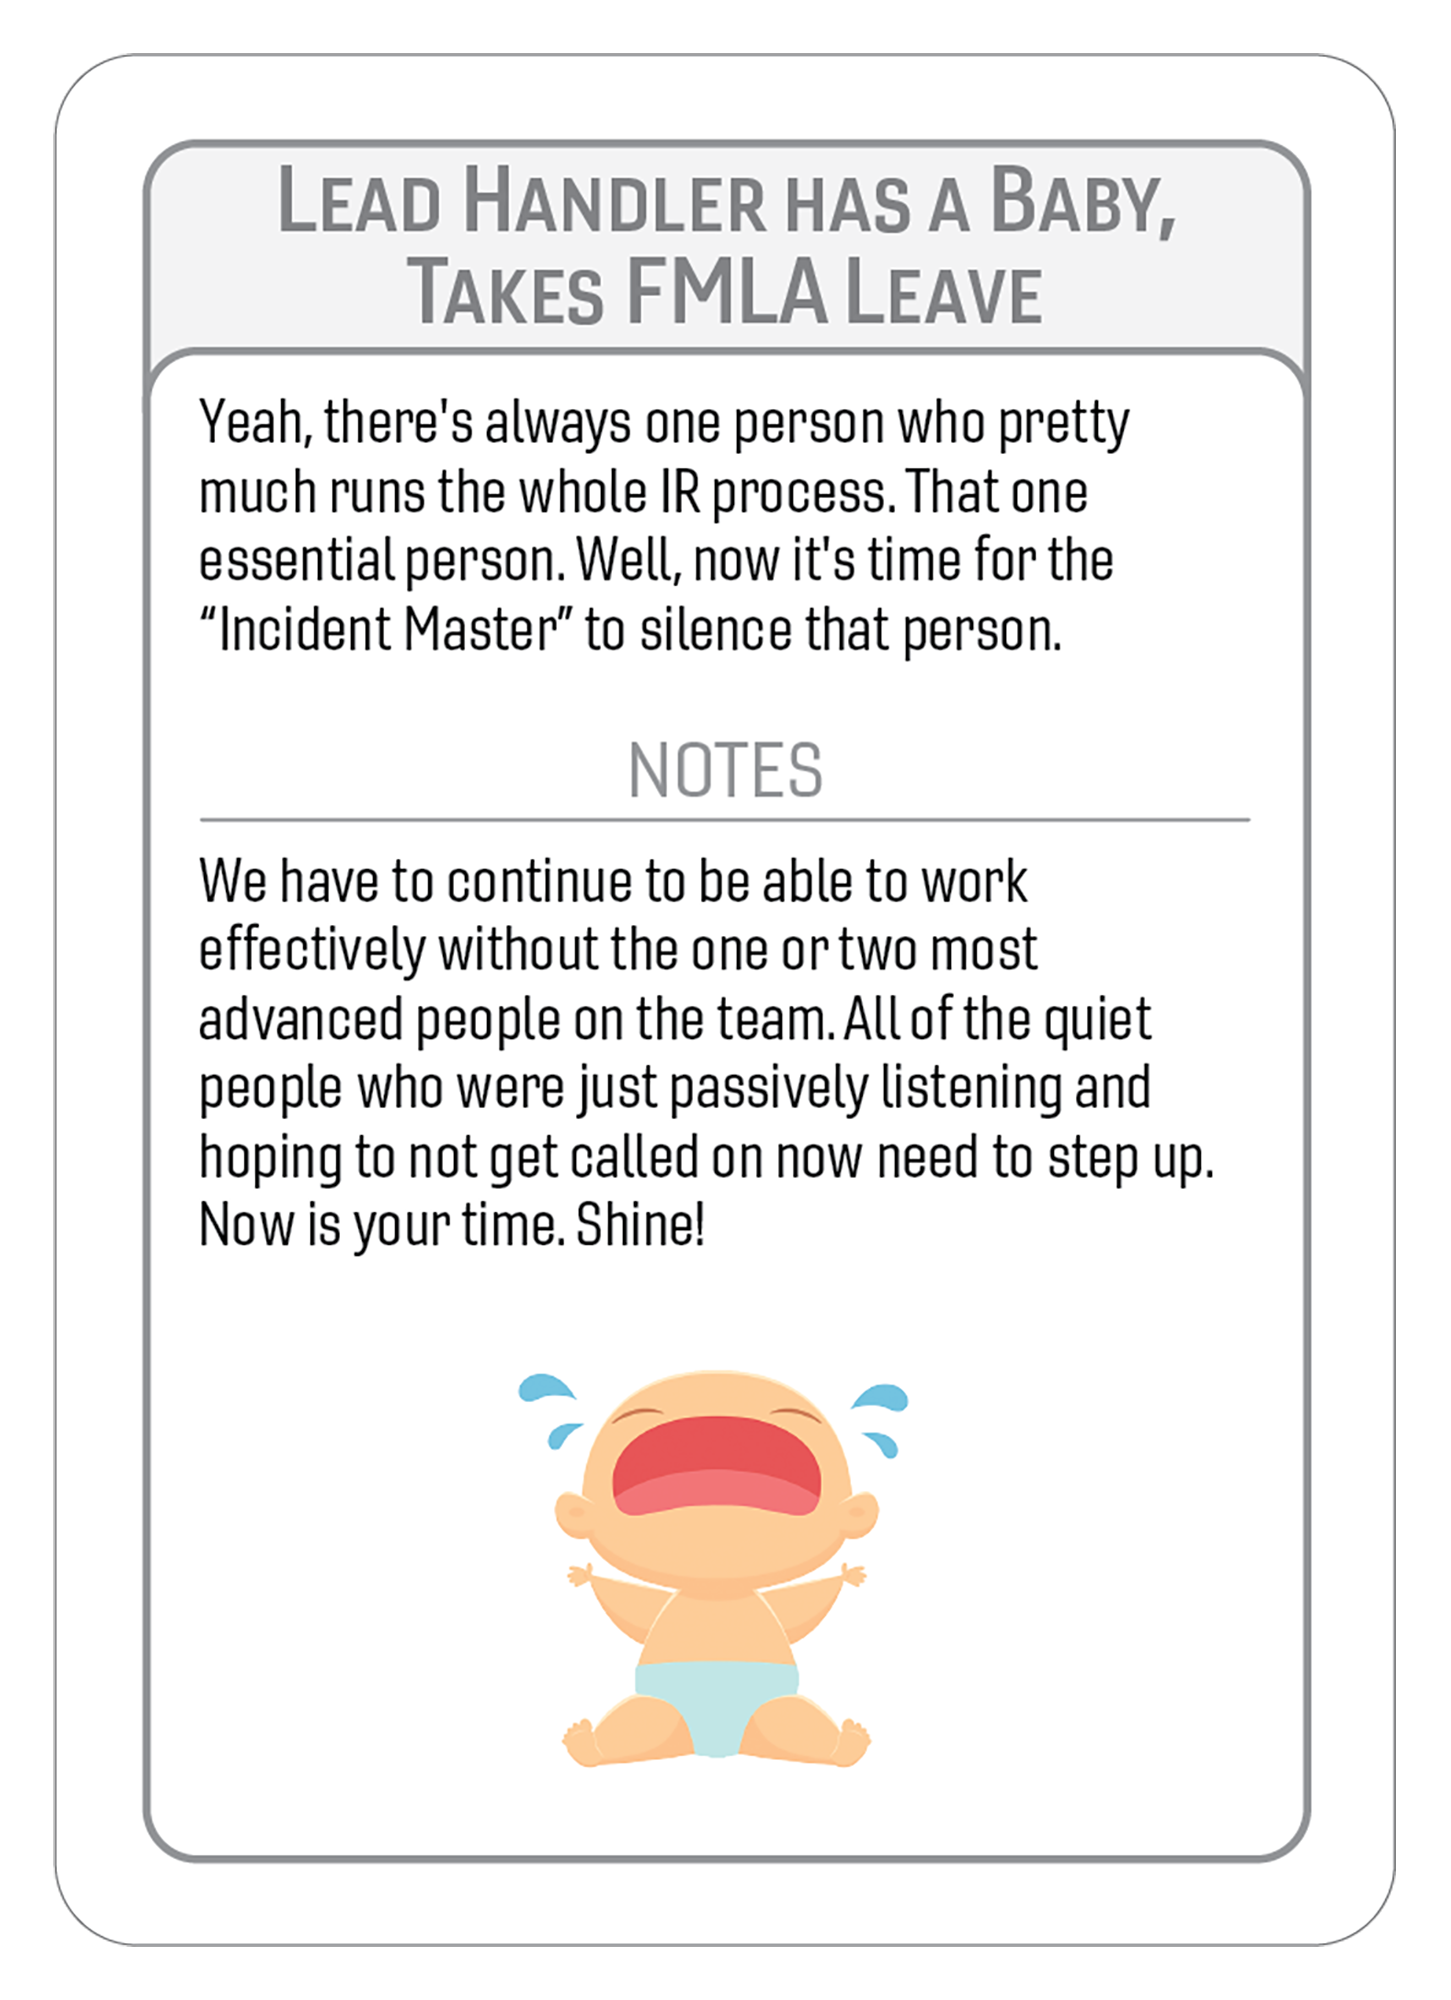 LEAD HANDLER HAS A BABY,
TAKES FMLA LEAVE
Yeah, there's always one person who pretty
much runs the whole IR process. That one
essential person. Well, now it's time for the
“Incident Master” to silence that person.
NOTES
We have to continue to be able to work
effectively without the one or two most
advanced people on the team. All of the quiet
people who were just passively listening and
hoping to not get called on now need to step up.
Now is your time. Shine!